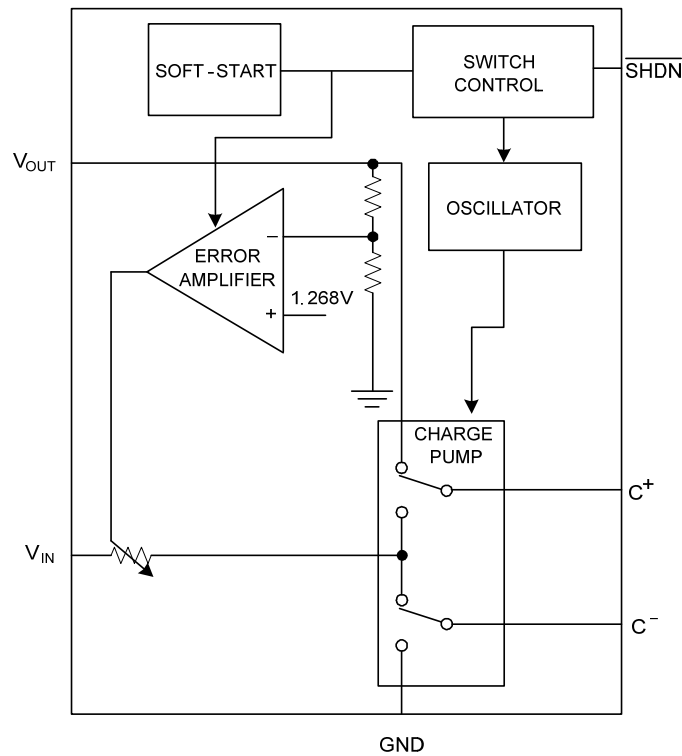 SOFT-START
SWITCH
CONTROL
SHDN
VOUT
OSCILLATOR
ERROR
AMPLIFIER
−
+
1.268V
CHARGE
PUMP
C+
VIN
C−
GND